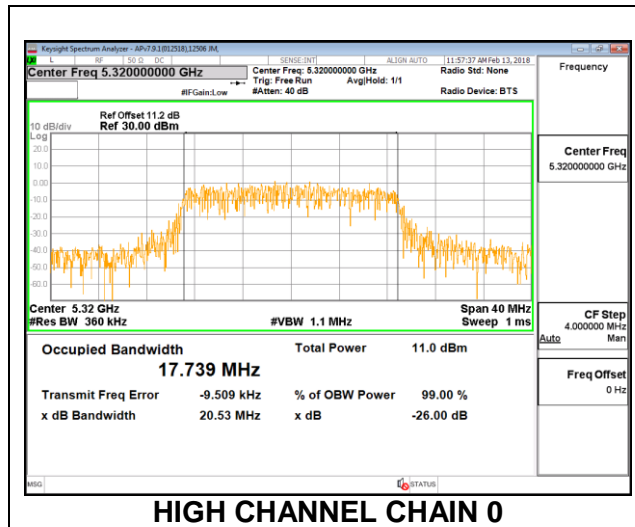 Keysight Spectrum Analyzer - APv7.9.1(012518),12506 JM,
L RF 50 Ω DC SENSE:INT ALIGN AUTO 11:57:37 AM Feb 13, 2018
Center Freq 5.320000000 GHz Center Freq: 5.320000000 GHz Radio Std: None
Trig: Free Run Avg|Hold: 1/1
#IFGain:Low #Atten: 40 dB Radio Device: BTS
Frequency
Ref Offset 11.2 dB
10 dB/div Ref 30.00 dBm
Log
20.0
10.0
0.00
-10.0
-20.0
-30.0
-40.0
-50.0
-60.0
Center 5.32 GHz Span 40 MHz
#Res BW 360 kHz #VBW 1.1 MHz Sweep 1 ms
Center Freq
5.320000000 GHz
CF Step
4.000000 MHz
Auto Man
Freq Offset
0 Hz
Occupied Bandwidth Total Power 11.0 dBm
17.739 MHz
Transmit Freq Error -9.509 kHz % of OBW Power 99.00 %
x dB Bandwidth 20.53 MHz x dB -26.00 dB
MSG STATUS
HIGH CHANNEL CHAIN 0